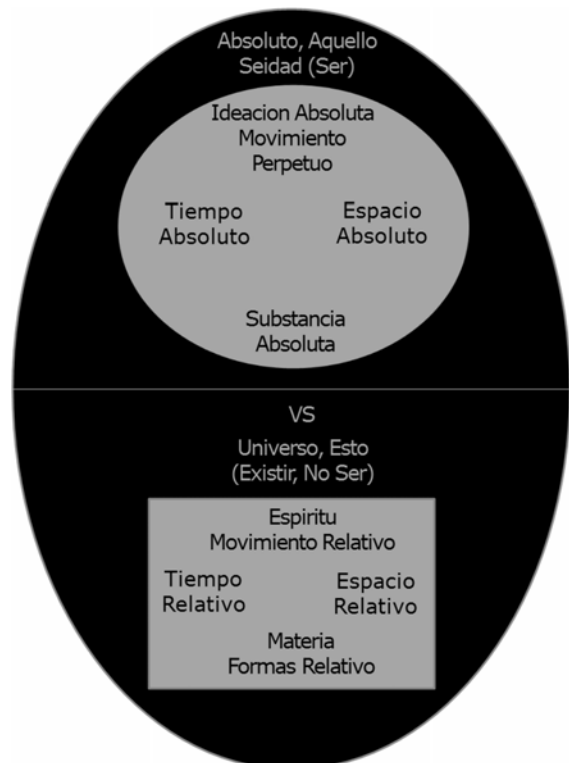 Absoluto, Aquello
Seidad (Ser)
Ideacion Absoluta
Movimiento
Perpetuo
Tiempo
Absoluto
Espacio
Absoluto
Substancia
Absoluta
VS
Universo, Esto
(Existir, No Ser)
Espiritu
Movimiento Relativo
Tiempo
Relativo
Espacio
Relativo
Materia
Formas Relativo